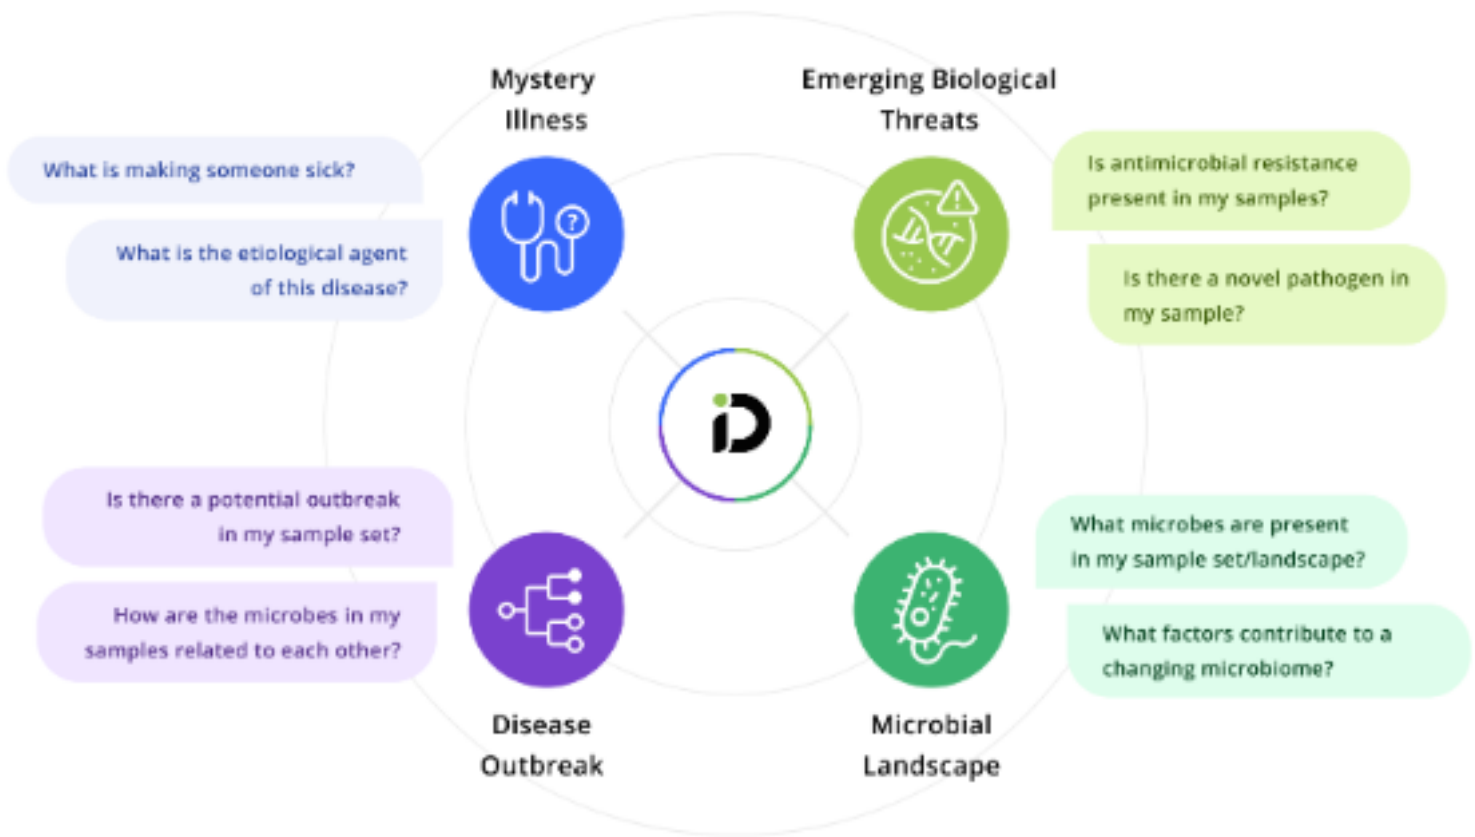 Mystery
Illness
What is making someone sick?
What is the etiological agent
of this disease?
Emerging Biological
Threats
Is antimicrobial resistance
present in my samples?
Is there a novel pathogen in
my sample?
?
!
iD
Is there a potential outbreak
in my sample set?
How are the microbes in my
samples related to each other?
Disease
Outbreak
What microbes are present
in my sample set/landscape?
What factors contribute to a
changing microbiome?
Microbial
Landscape